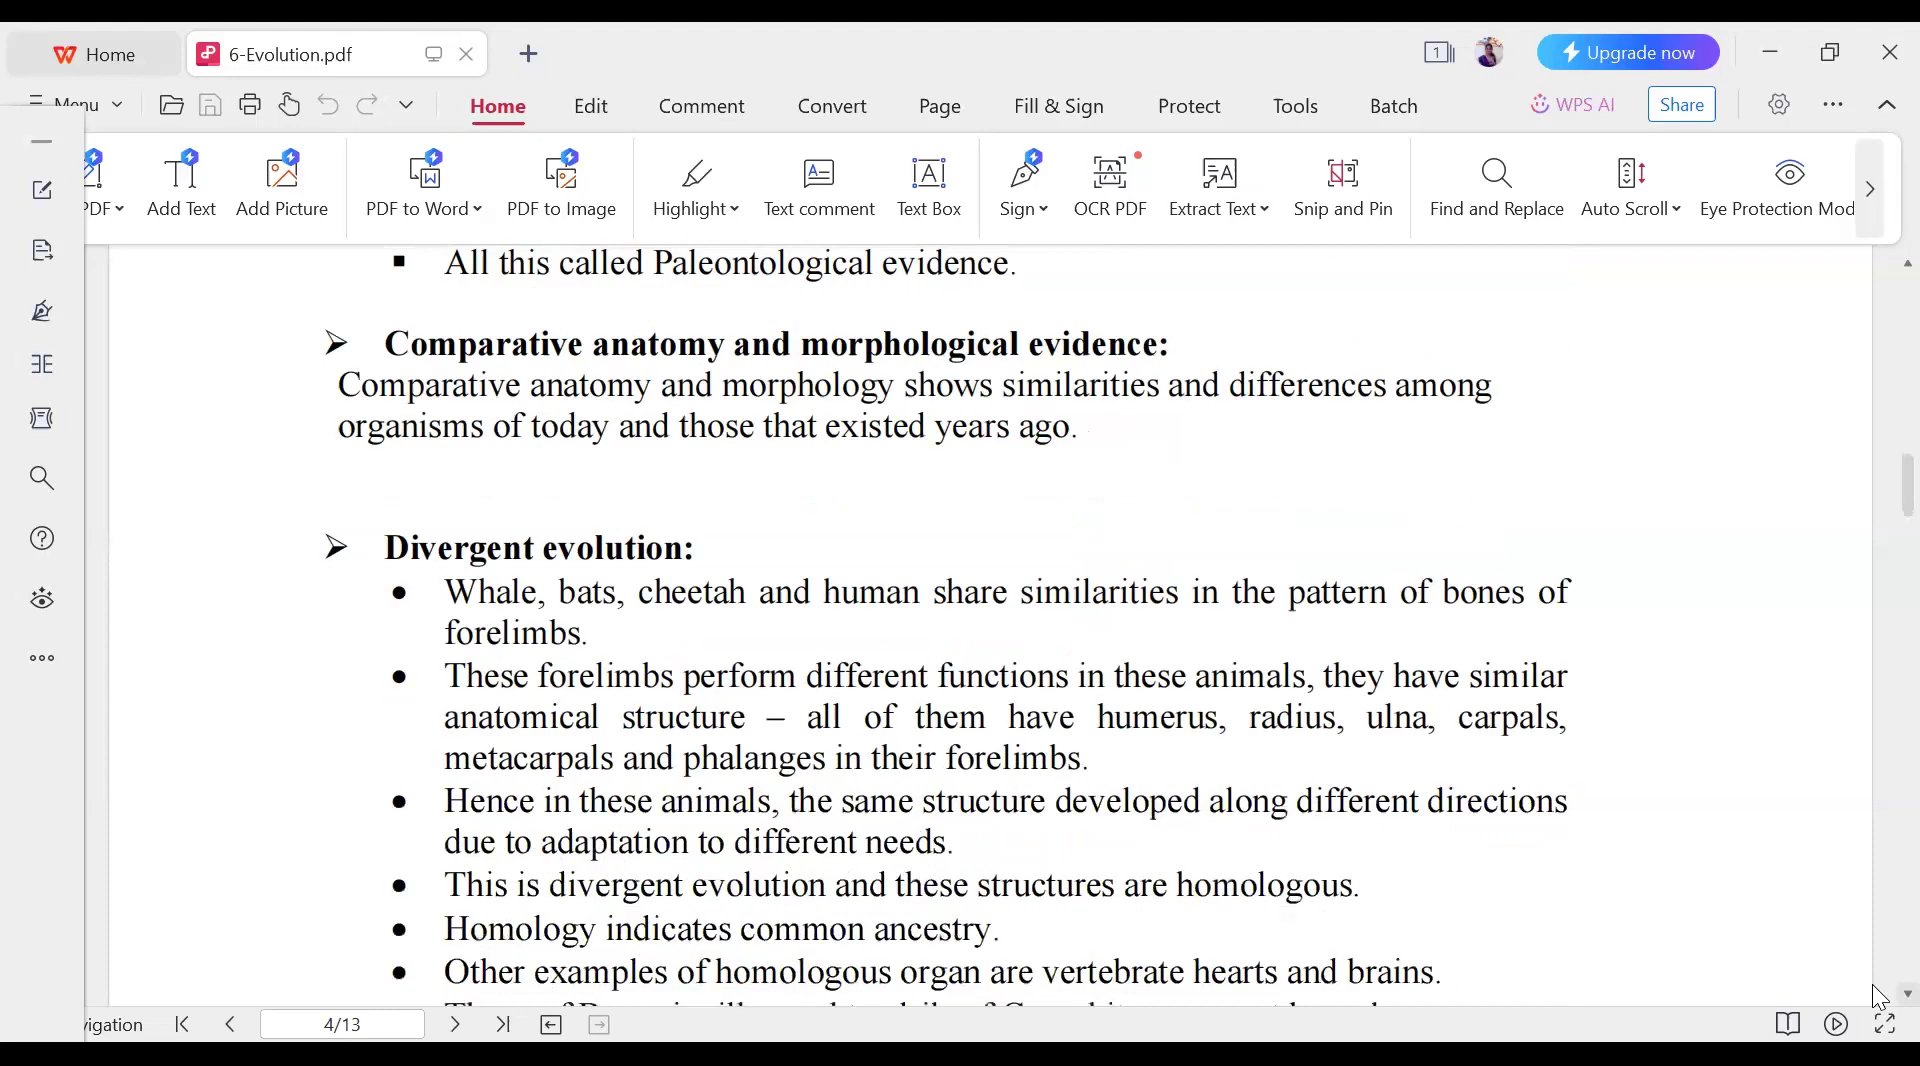 Home
6-Evolution.pdf
1
Upgrade now
Menu
Home
Edit
Comment
Convert
Page
Fill & Sign
Protect
Tools
Batch
WPS AI
Share
PDF
Add Text
Add Picture
PDF to Word
PDF to Image
Highlight
Text comment
Text Box
Sign
OCR PDF
Extract Text
Snip and Pin
Find and Replace
Auto Scroll
Eye Protection Mod
▪ All this called Paleontological evidence.
➢ Comparative anatomy and morphological evidence:
Comparative anatomy and morphology shows similarities and differences among
organisms of today and those that existed years ago.
➢ Divergent evolution:
• Whale, bats, cheetah and human share similarities in the pattern of bones of
forelimbs.
• These forelimbs perform different functions in these animals, they have similar
anatomical structure – all of them have humerus, radius, ulna, carpals,
metacarpals and phalanges in their forelimbs.
• Hence in these animals, the same structure developed along different directions
due to adaptation to different needs.
• This is divergent evolution and these structures are homologous.
• Homology indicates common ancestry.
• Other examples of homologous organ are vertebrate hearts and brains.
vigation
4/13